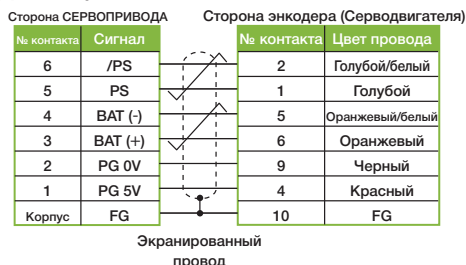 Сторона СЕРВОПРИВОДА Сторона энкодера (Серводвигателя)
№ контакта Сигнал № контакта Цвет провода
6 /PS 2 Голубой/белый
5 PS 1 Голубой
4 BAT (-) 5 Оранжевый/белый
3 BAT (+) 6 Оранжевый
2 PG 0V 9 Черный
1 PG 5V 4 Красный
Корпус FG 10 FG
Экранированный
провод